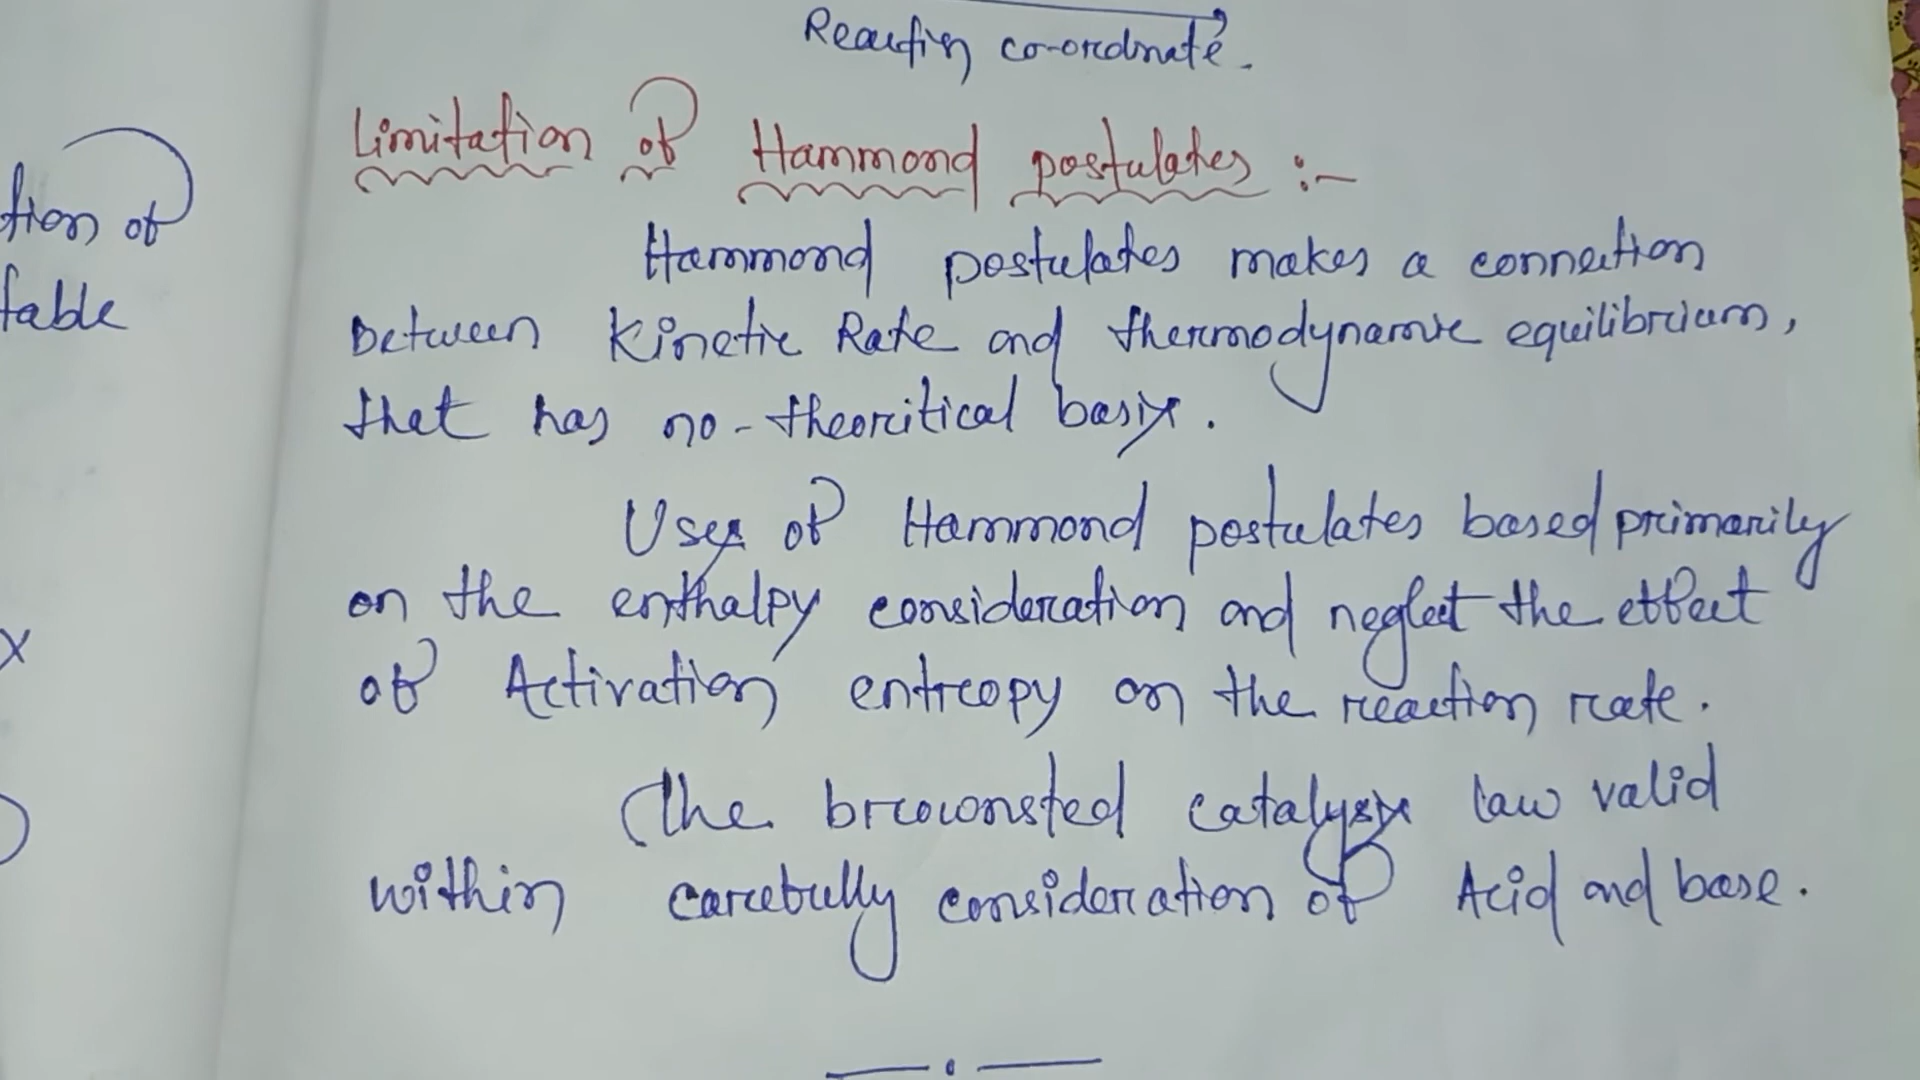 Reaction co-ordinate.
Limitation of Hammond postulates :-
tion of
table
Hammond postulates makes a connection
between Kinetic Rate and thermodynamic equilibrium,
that has no-theoritical basis.
Uses of Hammond postulates based primarily
on the enthalpy consideration and neglect the effect
of Activation entropy on the reaction rate.
x
The brownsted catalysis law valid
within carefully consideration of Acid and base.